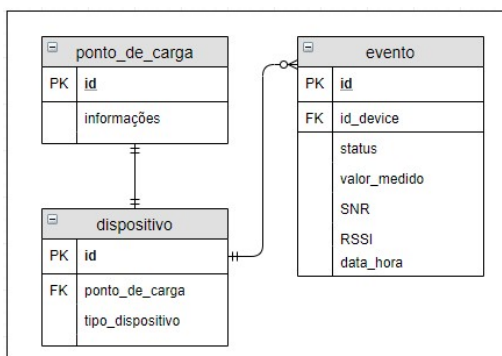 ponto_de_carga
PK id
informações
evento
PK id
FK id_device
status
valor_medido
SNR
RSSI
data_hora
dispositivo
PK id
FK ponto_de_carga
tipo_dispositivo